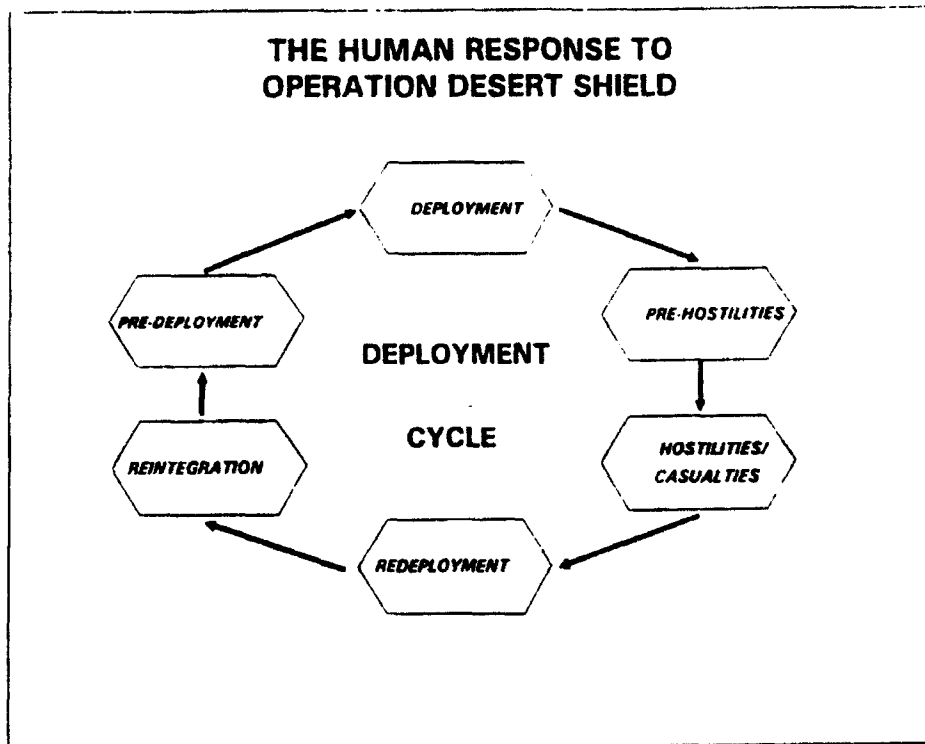 THE HUMAN RESPONSE TO
OPERATION DESERT SHIELD
DEPLOYMENT
PRE-DEPLOYMENT
PRE-HOSTILITIES
DEPLOYMENT
CYCLE
REINTEGRATION
HOSTILITIES/
CASUALTIES
REDEPLOYMENT